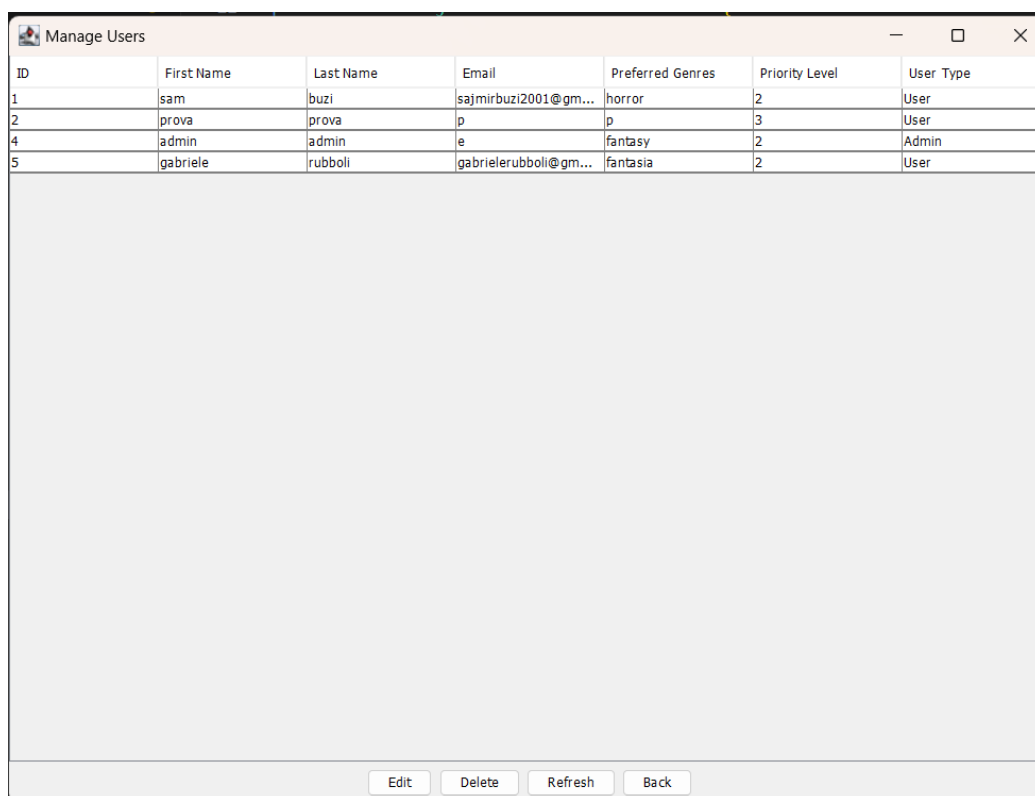 Manage Users
ID First Name Last Name Email Preferred Genres Priority Level User Type
1 sam buzi sajmirbuzi2001@gm... horror 2 User
2 prova prova p p 3 User
4 admin admin e fantasy 2 Admin
5 gabriele rubboli gabrielerubboli@gm... fantasia 2 User
Edit Delete Refresh Back